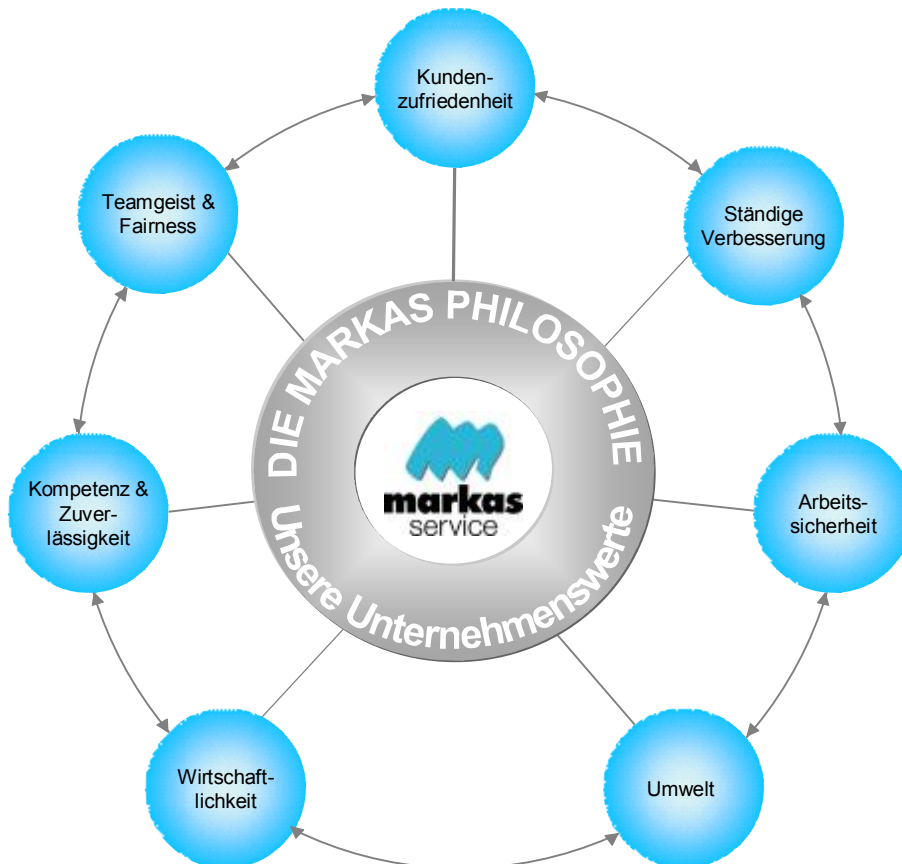 Kunden-
zufriedenheit
Ständige
Verbesserung
Arbeits-
sicherheit
Umwelt
Wirtschaft-
lichkeit
Kompetenz &
Zuver-
lässigkeit
Teamgeist &
Fairness
DIE MARKAS PHILOSOPHIE
markas
service
Unsere Unternehmenswerte